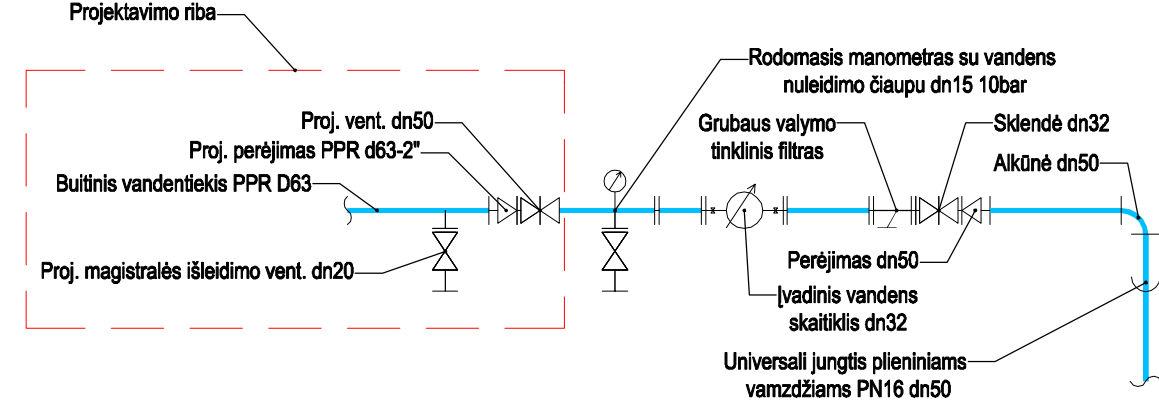 Projektavimo riba
Rodomasis manometras su vandens
nuleidimo čiaupu dn15 10bar
Proj. vent. dn50
Proj. perėjimas PPR d63-2"
Buitinis vandentiekis PPR D63
Grubaus valymo
tinklinis filtras
Sklendė dn32
Alkūnė dn50
Proj. magistralės išleidimo vent. dn20
Perėjimas dn50
Įvadinis vandens
skaitiklis dn32
Universali jungtis plieniniams
vamzdžiams PN16 dn50